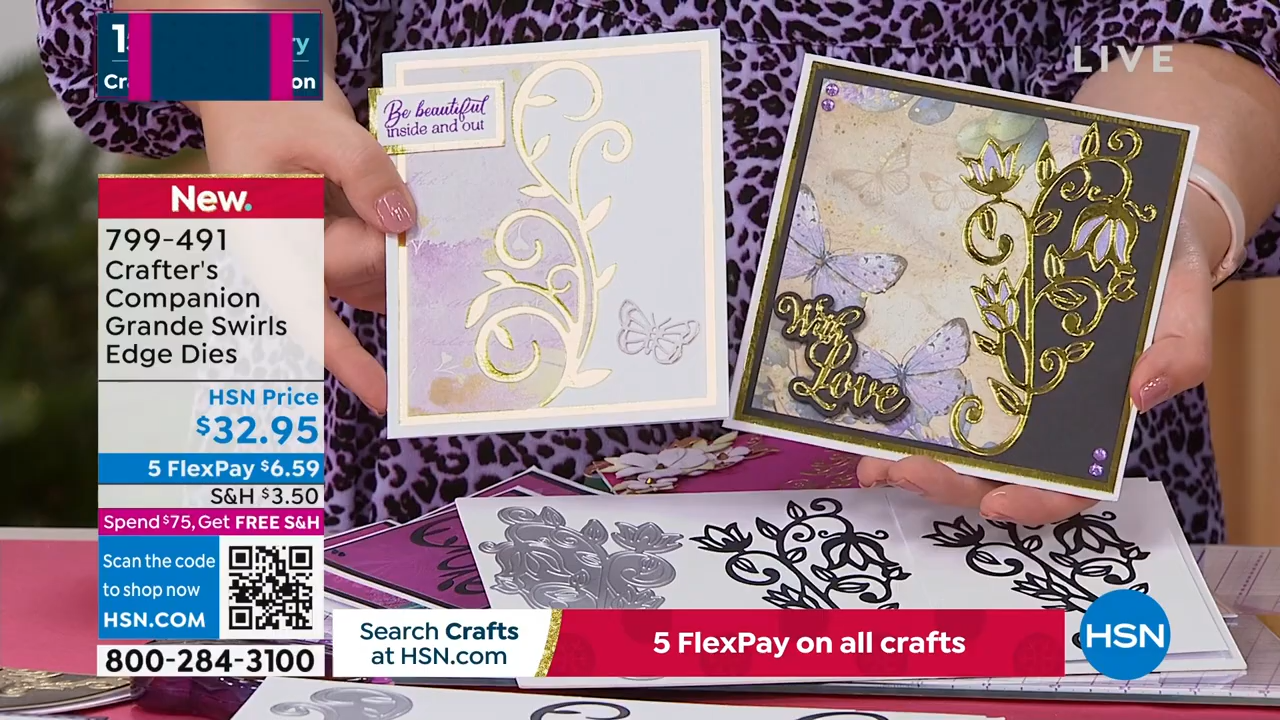 LIVE
Be beautiful
inside and out
With
Love
New.
799-491
Crafter's
Companion
Grande Swirls
Edge Dies
HSN Price
$32.95
5 FlexPay $6.59
S&H $3.50
Spend $75, Get FREE S&H
Scan the code
to shop now
HSN.COM
800-284-3100
Search Crafts
at HSN.com
5 FlexPay on all crafts
HSN